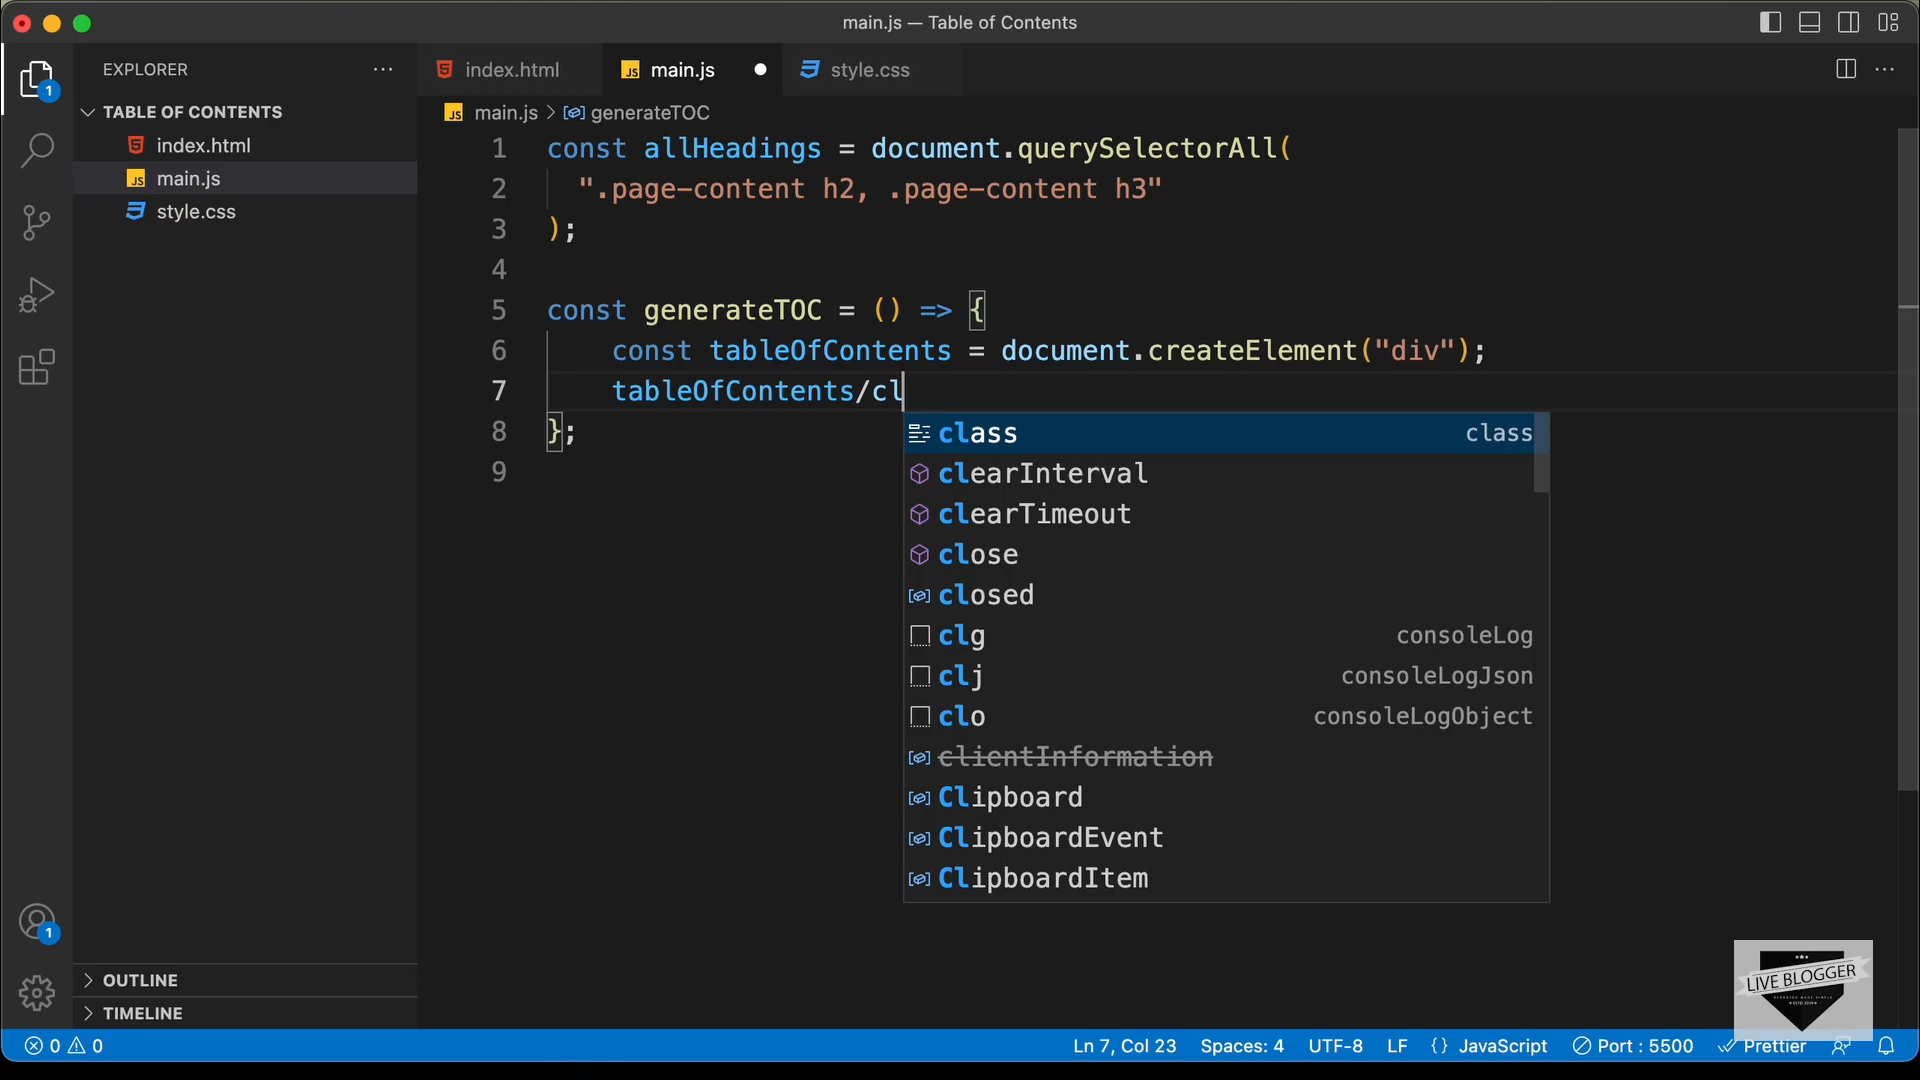 main.js — Table of Contents
EXPLORER
TABLE OF CONTENTS
index.html
main.js
style.css
OUTLINE
TIMELINE
1
1
index.html
main.js
style.css
main.js > generateTOC
1 const allHeadings = document.querySelectorAll(
2 ".page-content h2, .page-content h3"
3 );
4
5 const generateTOC = () => {
6 const tableOfContents = document.createElement("div");
7 tableOfContents/cl
8 };
9
class class
clearInterval
clearTimeout
close
closed
clg consoleLog
clj consoleLogJson
clo consoleLogObject
clientInformation
Clipboard
ClipboardEvent
ClipboardItem
LIVE BLOGGER
0 0 Ln 7, Col 23 Spaces: 4 UTF-8 LF {} JavaScript Port : 5500 Prettier